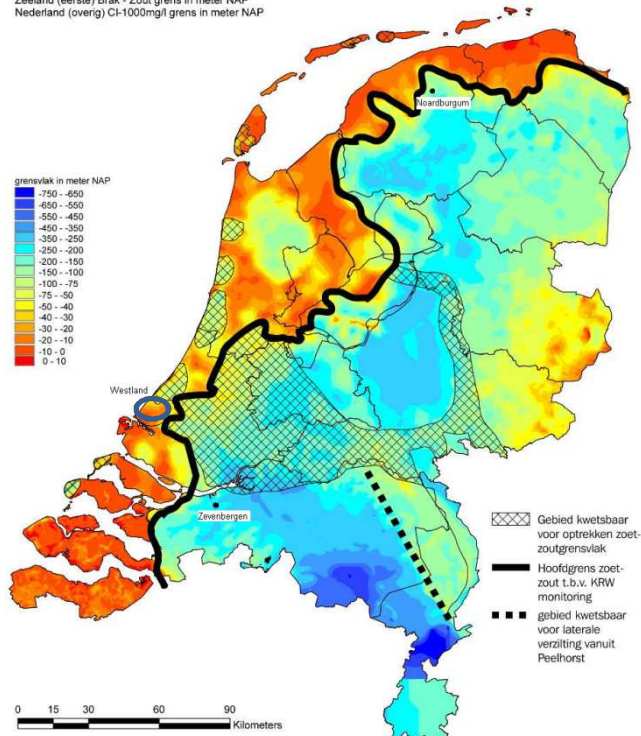 Zeeland (eerste) Brak - Zout grens in meter NAP
Nederland (overig) Cl-1000mg/l grens in meter NAP
Noardburgum
grensvlak in meter NAP
-750 - -650
-650 - -550
-550 - -450
-450 - -350
-350 - -250
-250 - -200
-200 - -150
-150 - -100
-100 - -75
-75 - -50
-50 - -40
-40 - -30
-30 - -20
-20 - -10
-10 - 0
0 - 10
Westland
Zevenbergen
Gebied kwetsbaar
voor optrekken zoet-
zoutgrensvlak
Hoofdgrens zoet-
zout t.b.v. KRW
monitoring
gebied kwetsbaar
voor laterale
verzilting vanuit
Peelhorst
0 15 30 60 90
Kilometers